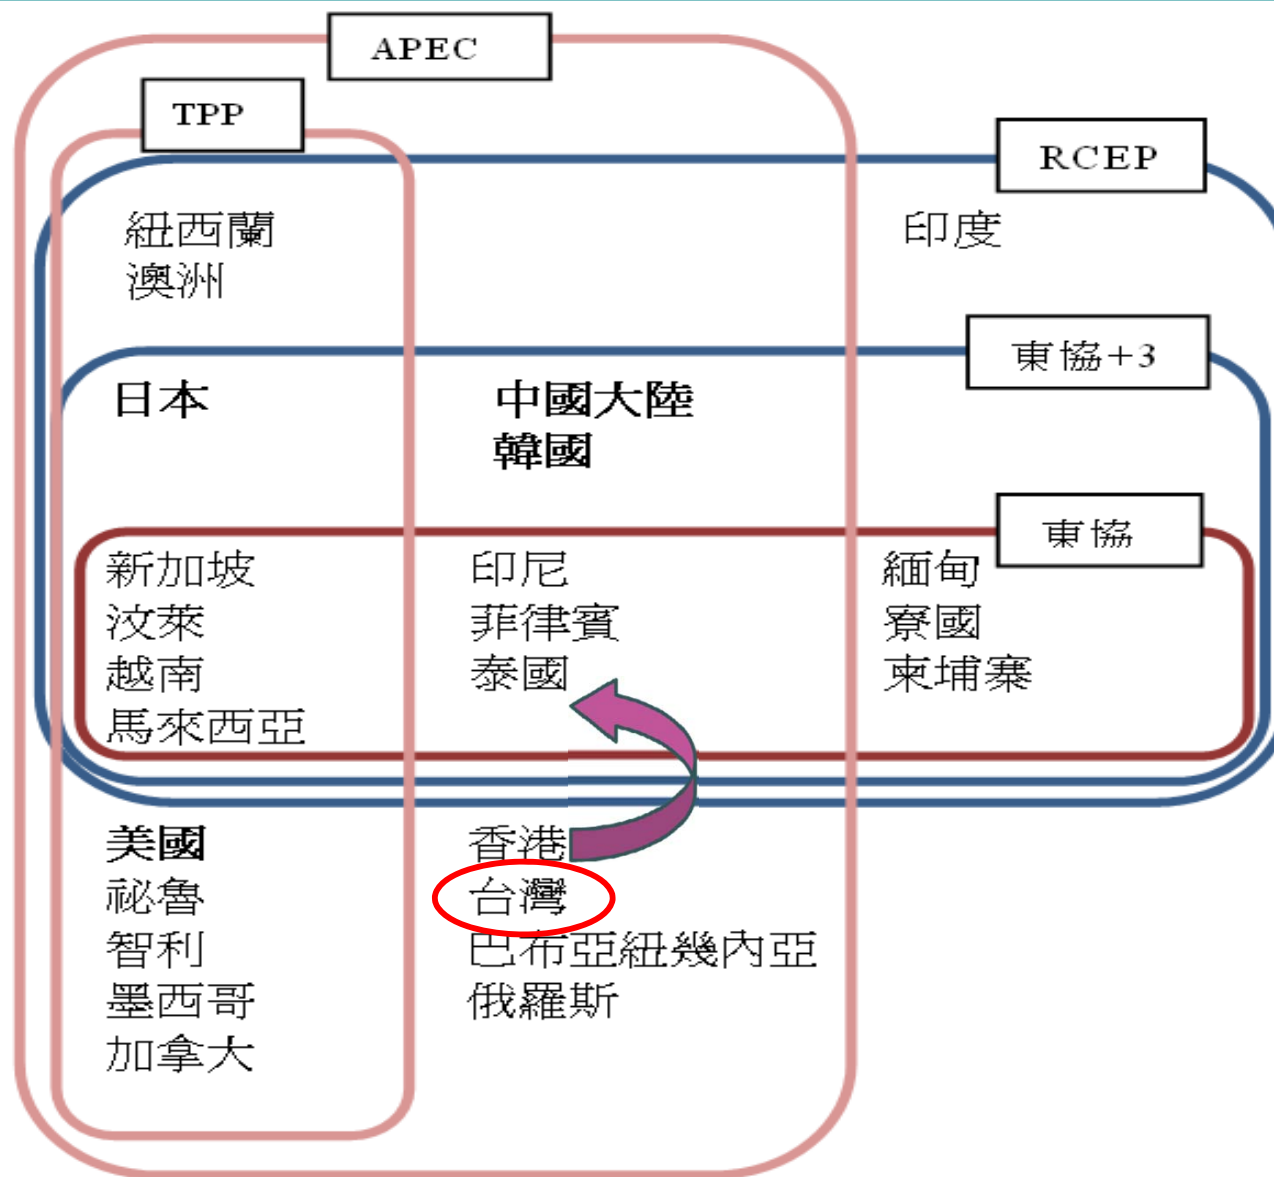 APEC
TPP
RCEP
紐西蘭
澳洲
印度
東協+3
日本
中國大陸
韓國
東協
新加坡
汶萊
越南
馬來西亞
印尼
菲律賓
泰國
緬甸
寮國
柬埔寨
美國
祕魯
智利
墨西哥
加拿大
香港
台灣
巴布亞紐幾內亞
俄羅斯